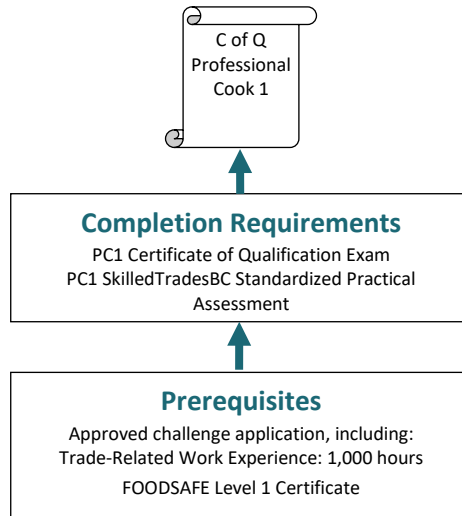 C of Q
Professional
Cook 1
Completion Requirements
PC1 Certificate of Qualification Exam
PC1 SkilledTradesBC Standardized Practical
Assessment
Prerequisites
Approved challenge application, including:
Trade-Related Work Experience: 1,000 hours
FOODSAFE Level 1 Certificate